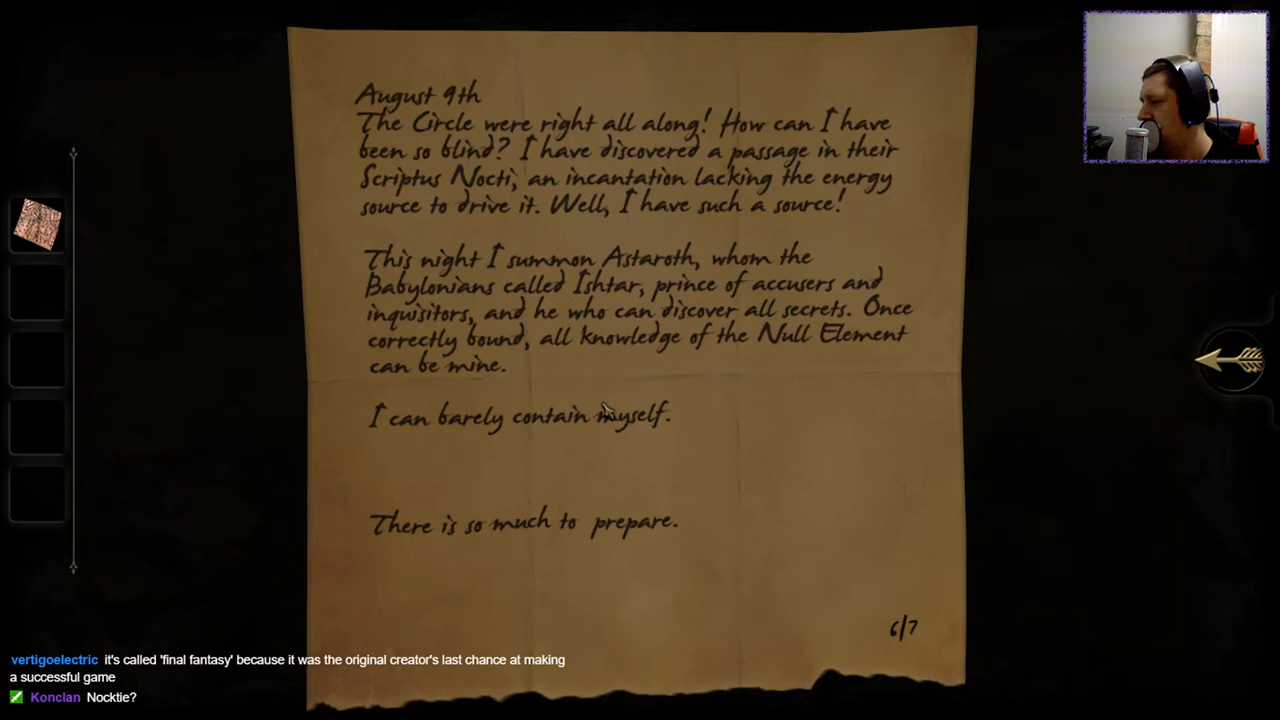 August 9th
The Circle were right all along! How can I have
been so blind? I have discovered a passage in their
Scriptus Nocti, an incantation lacking the energy
source to drive it. Well, I have such a source!
This night I summon Astaroth, whom the
Babylonians called Ishtar, prince of accusers and
inquisitors, and he who can discover all secrets. Once
correctly bound, all knowledge of the Null Element
can be mine.
I can barely contain myself.
There is so much to prepare.
6/7
vertigoelectric it's called 'final fantasy' because it was the original creator's last chance at making
a successful game
Konclan Nocktie?